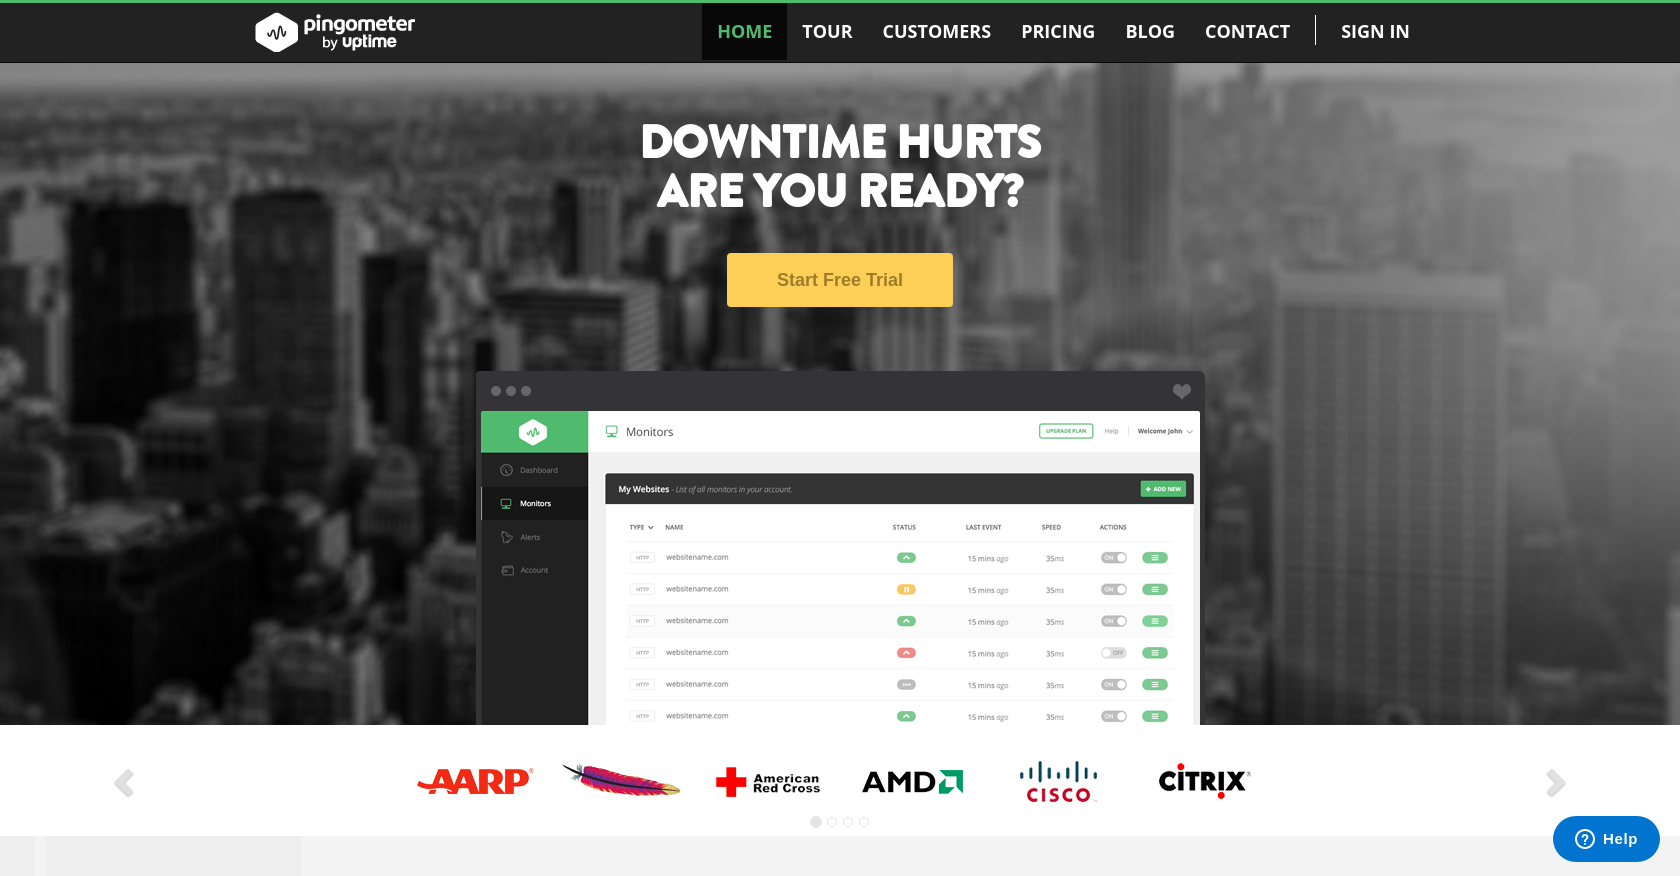 pingometer
by uptime
HOME TOUR CUSTOMERS PRICING BLOG CONTACT SIGN IN
DOWNTIME HURTS
ARE YOU READY?
Start Free Trial
Monitors
UPGRADE PLAN Help Welcome John
Dashboard
Monitors
Alerts
Account
My Websites - List of all monitors in your account.
+ ADD NEW
TYPE NAME STATUS LAST EVENT SPEED ACTIONS
HTTP websitename.com 15 mins ago 35ms ON
HTTP websitename.com 15 mins ago 35ms ON
HTTP websitename.com 15 mins ago 35ms ON
HTTP websitename.com 15 mins ago 35ms OFF
HTTP websitename.com 15 mins ago 35ms ON
HTTP websitename.com 15 mins ago 35ms ON
AARP®
American
Red Cross
AMD
CISCO
CITRIX®
Help